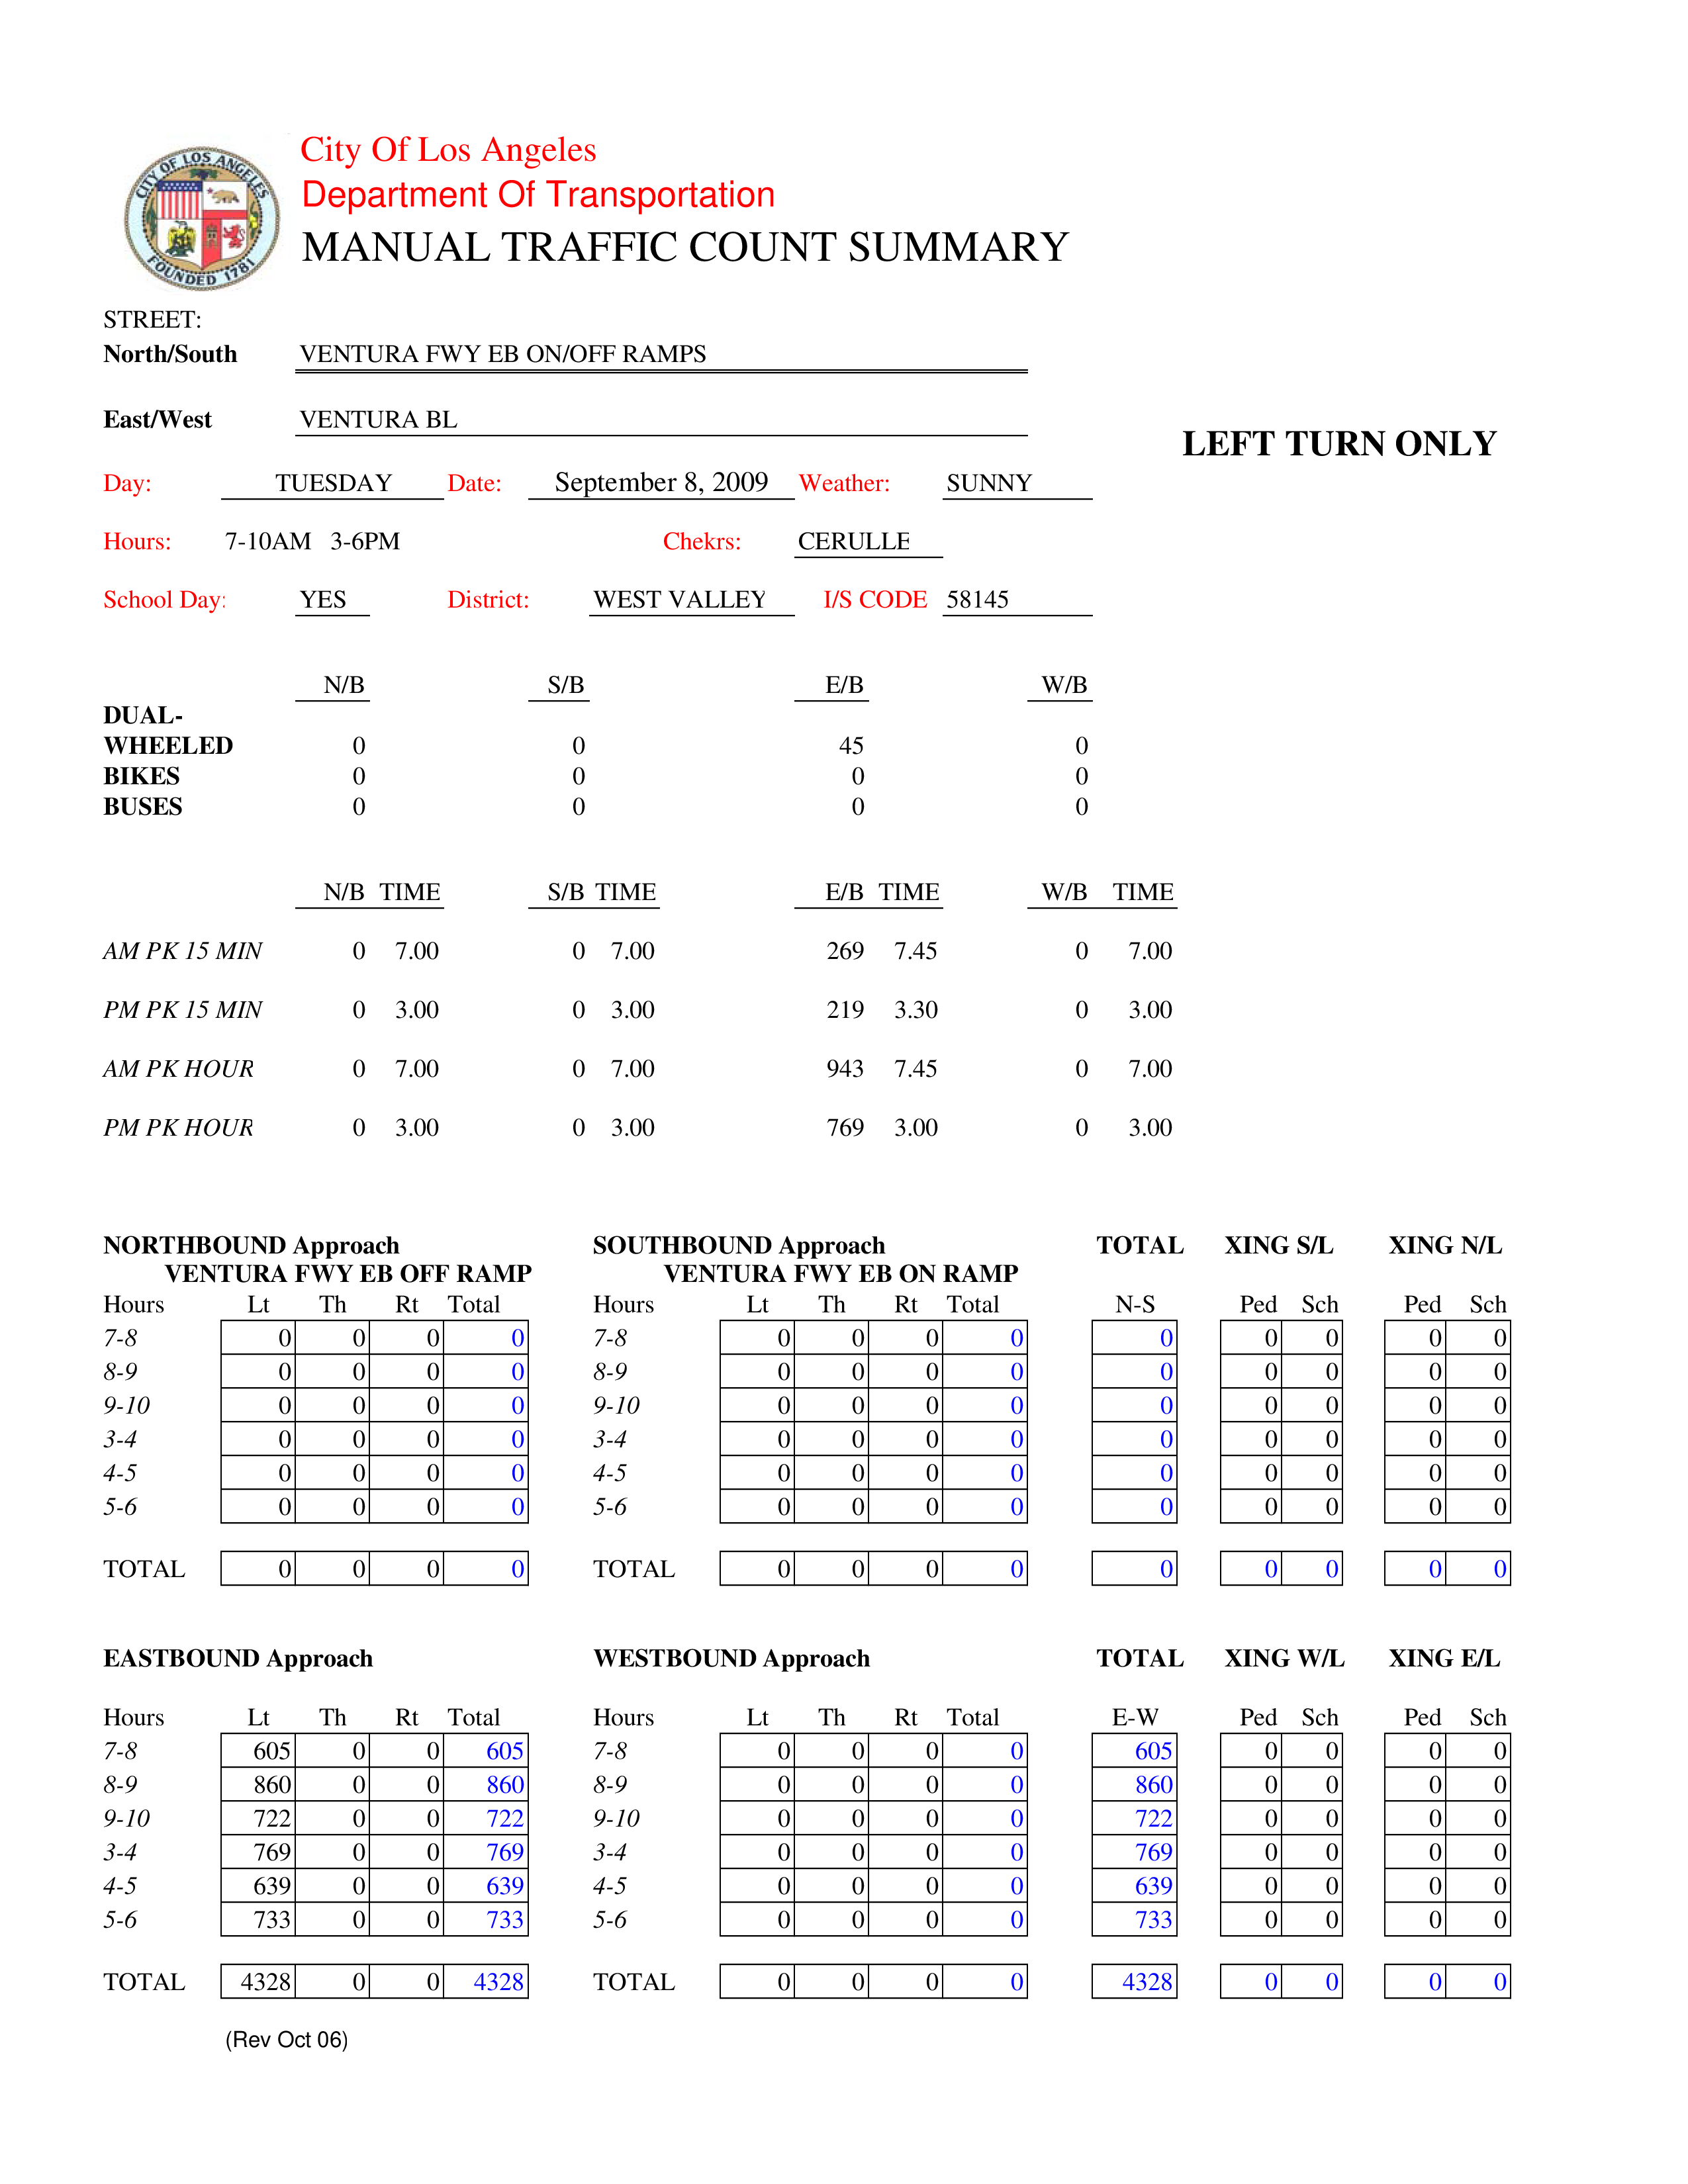 CITY OF LOS ANGELES
FOUNDED 1781
City Of Los Angeles
Department Of Transportation
MANUAL TRAFFIC COUNT SUMMARY
STREET:
North/South VENTURA FWY EB ON/OFF RAMPS
East/West VENTURA BL
LEFT TURN ONLY
Day: TUESDAY Date: September 8, 2009 Weather: SUNNY
Hours: 7-10AM 3-6PM Chekrs: CERULLE
School Day: YES District: WEST VALLEY I/S CODE 58145
N/B S/B E/B W/B
DUAL-
WHEELED 0 0 45 0
BIKES 0 0 0 0
BUSES 0 0 0 0
N/B TIME S/B TIME E/B TIME W/B TIME
AM PK 15 MIN 0 7.00 0 7.00 269 7.45 0 7.00
PM PK 15 MIN 0 3.00 0 3.00 219 3.30 0 3.00
AM PK HOUR 0 7.00 0 7.00 943 7.45 0 7.00
PM PK HOUR 0 3.00 0 3.00 769 3.00 0 3.00
NORTHBOUND Approach SOUTHBOUND Approach TOTAL XING S/L XING N/L
VENTURA FWY EB OFF RAMP VENTURA FWY EB ON RAMP
Hours Lt Th Rt Total Hours Lt Th Rt Total N-S Ped Sch Ped Sch
7-8 0 0 0 0 7-8 0 0 0 0 0 0 0 0 0
8-9 0 0 0 0 8-9 0 0 0 0 0 0 0 0 0
9-10 0 0 0 0 9-10 0 0 0 0 0 0 0 0 0
3-4 0 0 0 0 3-4 0 0 0 0 0 0 0 0 0
4-5 0 0 0 0 4-5 0 0 0 0 0 0 0 0 0
5-6 0 0 0 0 5-6 0 0 0 0 0 0 0 0 0
TOTAL 0 0 0 0 TOTAL 0 0 0 0 0 0 0 0 0
EASTBOUND Approach WESTBOUND Approach TOTAL XING W/L XING E/L
Hours Lt Th Rt Total Hours Lt Th Rt Total E-W Ped Sch Ped Sch
7-8 605 0 0 605 7-8 0 0 0 0 605 0 0 0 0
8-9 860 0 0 860 8-9 0 0 0 0 860 0 0 0 0
9-10 722 0 0 722 9-10 0 0 0 0 722 0 0 0 0
3-4 769 0 0 769 3-4 0 0 0 0 769 0 0 0 0
4-5 639 0 0 639 4-5 0 0 0 0 639 0 0 0 0
5-6 733 0 0 733 5-6 0 0 0 0 733 0 0 0 0
TOTAL 4328 0 0 4328 TOTAL 0 0 0 0 4328 0 0 0 0
(Rev Oct 06)